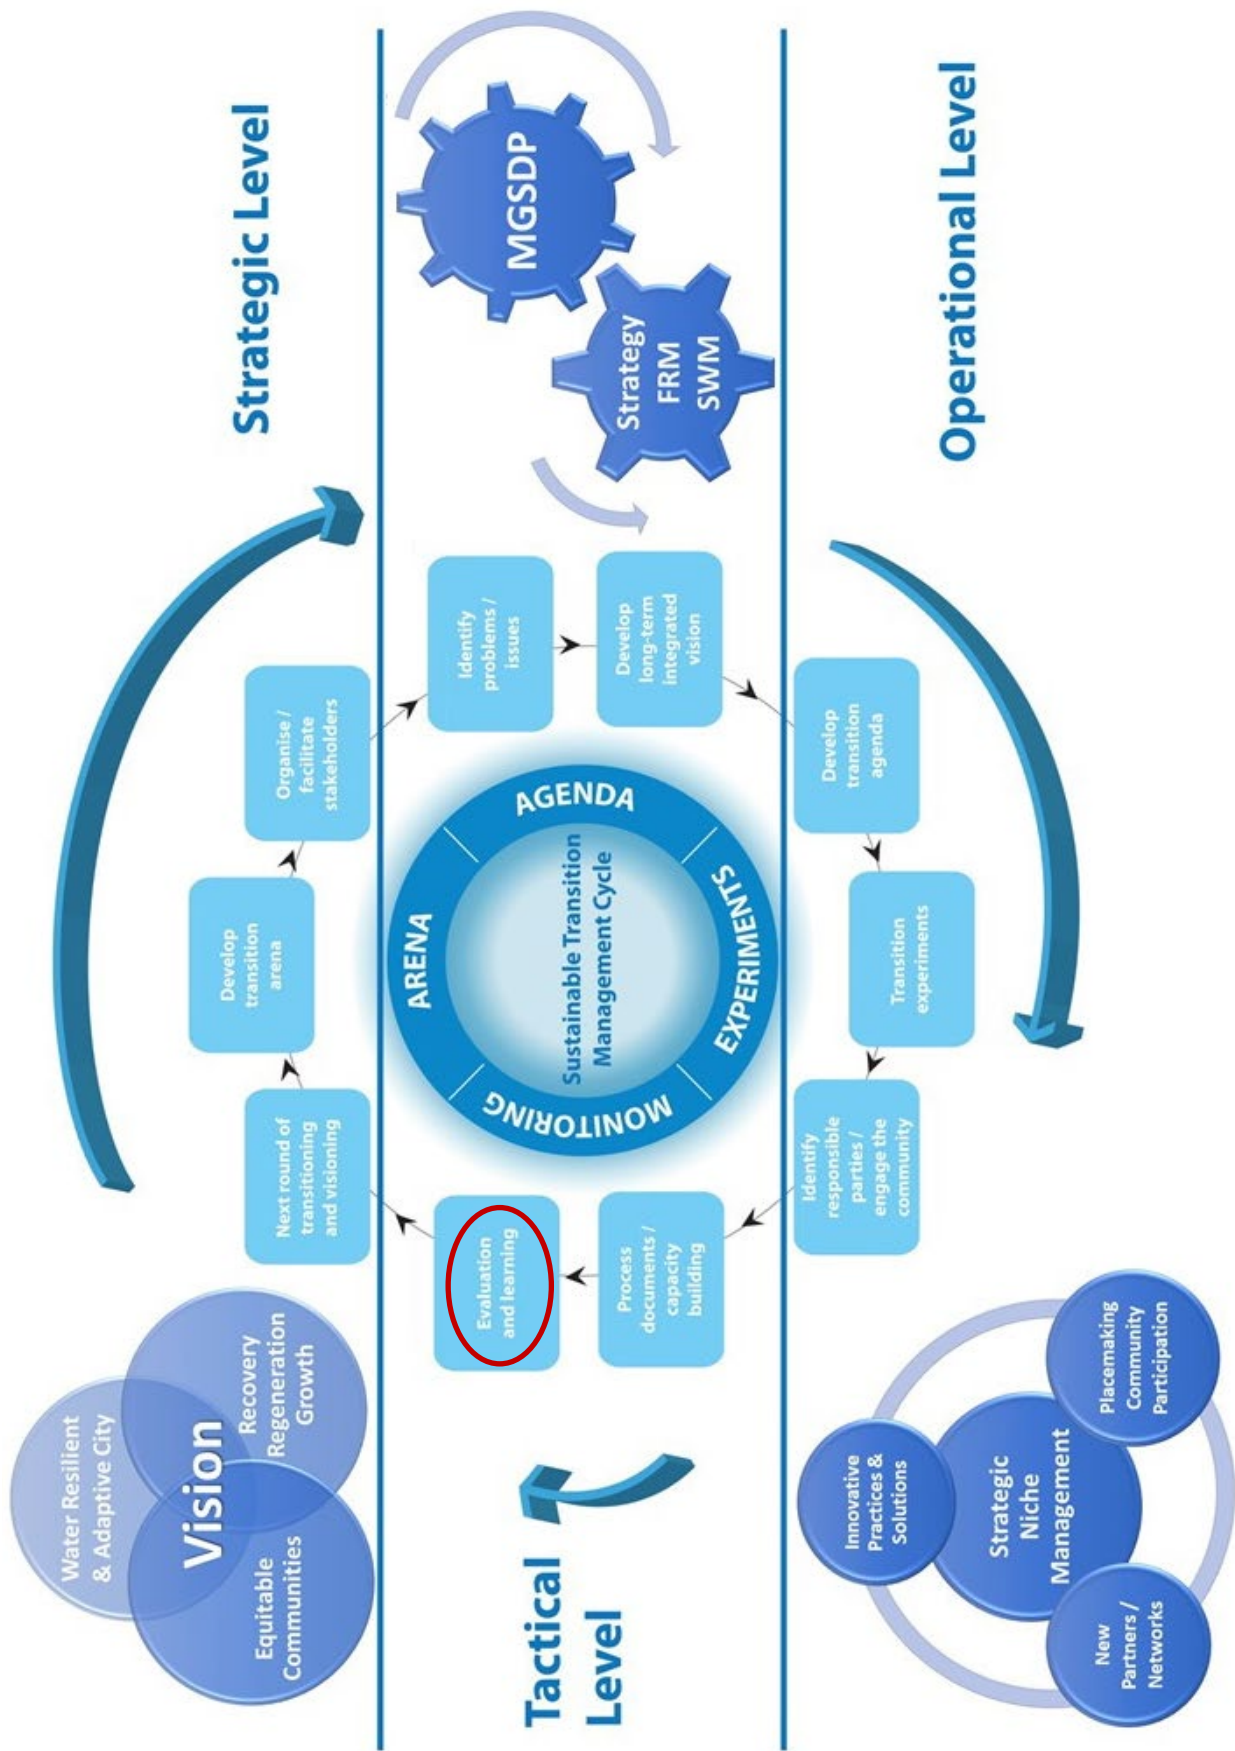 Strategic Level
Water Resilient
& Adaptive City
Vision
Equitable
Communities
Recovery
Regeneration
Growth
Next round of
transitioning
and visioning
Develop
transition
arena
Organise /
facilitate
stakeholders
Tactical
Level
Evaluation
and learning
Process
documents /
capacity
building
ARENA
AGENDA
EXPERIMENTS
MONITORING
Sustainable Transition
Management Cycle
Identify
problems /
issues
Develop
long-term
integrated
vision
MGSDP
Strategy
FRM
SWM
Operational Level
Identify
responsible
parties /
engage the
community
Transition
experiments
Develop
transition
agenda
Innovative
Practices &
Solutions
Strategic
Niche
Management
New
Partners /
Networks
Placemaking
Community
Participation